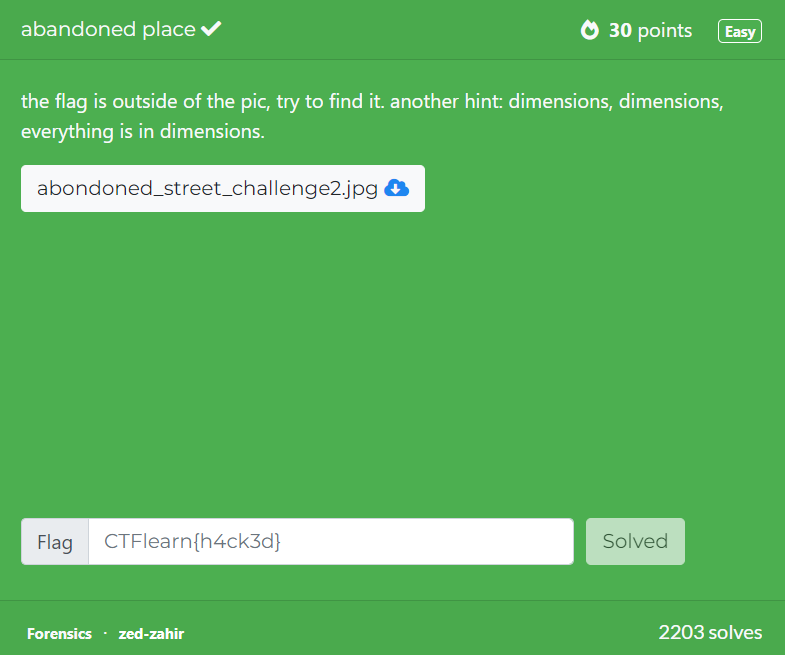 abandoned place
30 points Easy
the flag is outside of the pic, try to find it. another hint: dimensions, dimensions,
everything is in dimensions.
abondoned_street_challenge2.jpg
Flag CTFlearn{h4ck3d} Solved
Forensics · zed-zahir 2203 solves